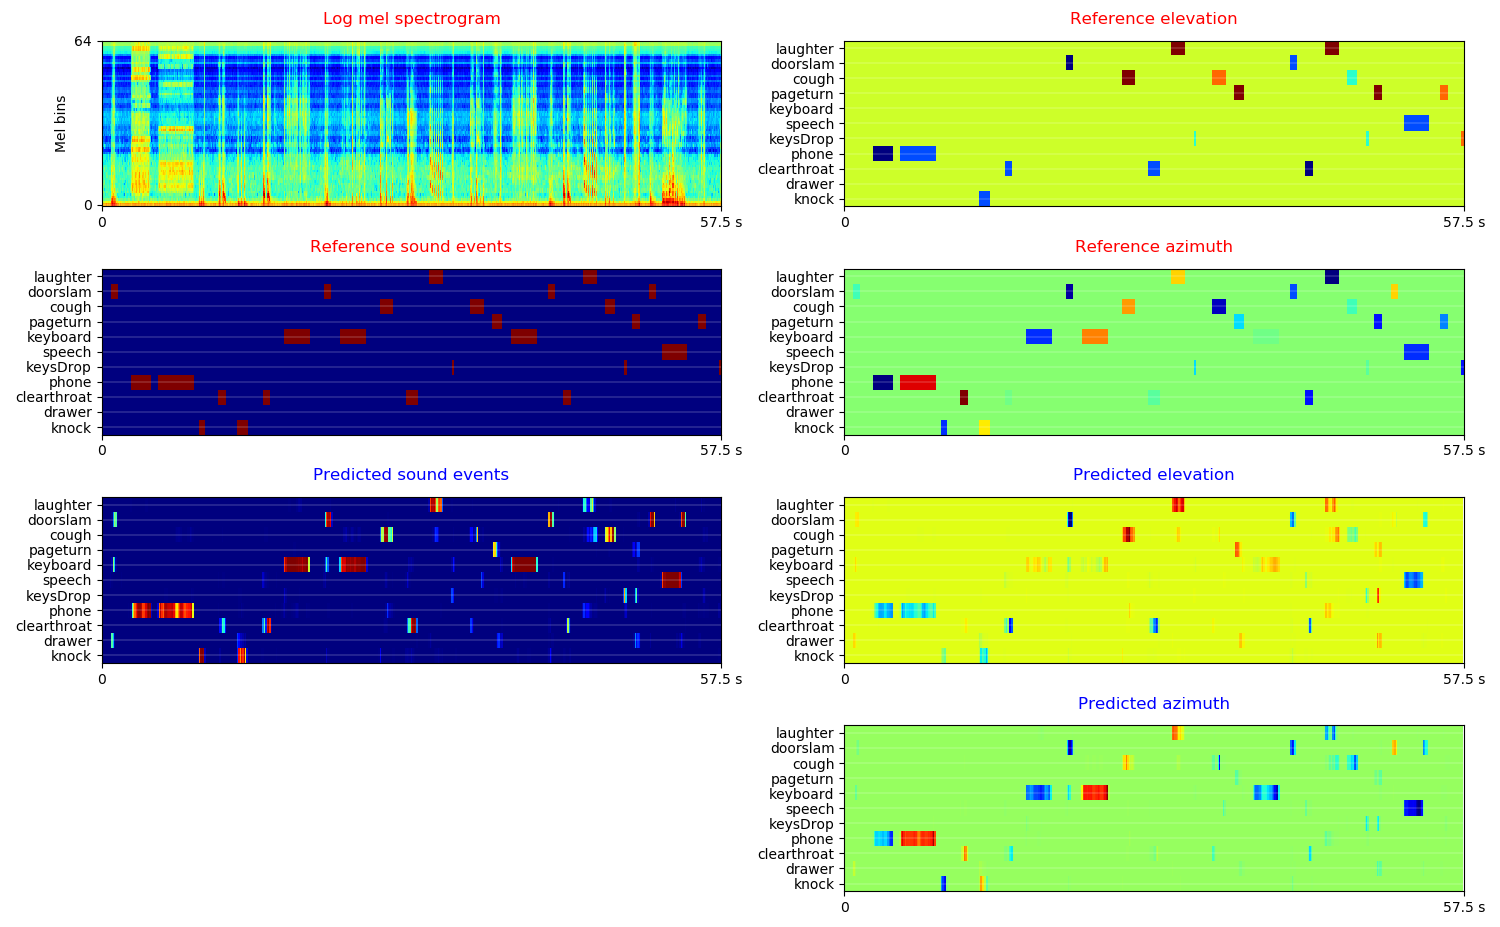 Log mel spectrogram
64
Mel bins
0
0
57.5 s
Reference elevation
laughter
doorslam
cough
pageturn
keyboard
speech
keysDrop
phone
clearthroat
drawer
knock
0
57.5 s
Reference sound events
laughter
doorslam
cough
pageturn
keyboard
speech
keysDrop
phone
clearthroat
drawer
knock
0
57.5 s
Reference azimuth
laughter
doorslam
cough
pageturn
keyboard
speech
keysDrop
phone
clearthroat
drawer
knock
0
57.5 s
Predicted sound events
laughter
doorslam
cough
pageturn
keyboard
speech
keysDrop
phone
clearthroat
drawer
knock
0
57.5 s
Predicted elevation
laughter
doorslam
cough
pageturn
keyboard
speech
keysDrop
phone
clearthroat
drawer
knock
0
57.5 s
Predicted azimuth
laughter
doorslam
cough
pageturn
keyboard
speech
keysDrop
phone
clearthroat
drawer
knock
0
57.5 s